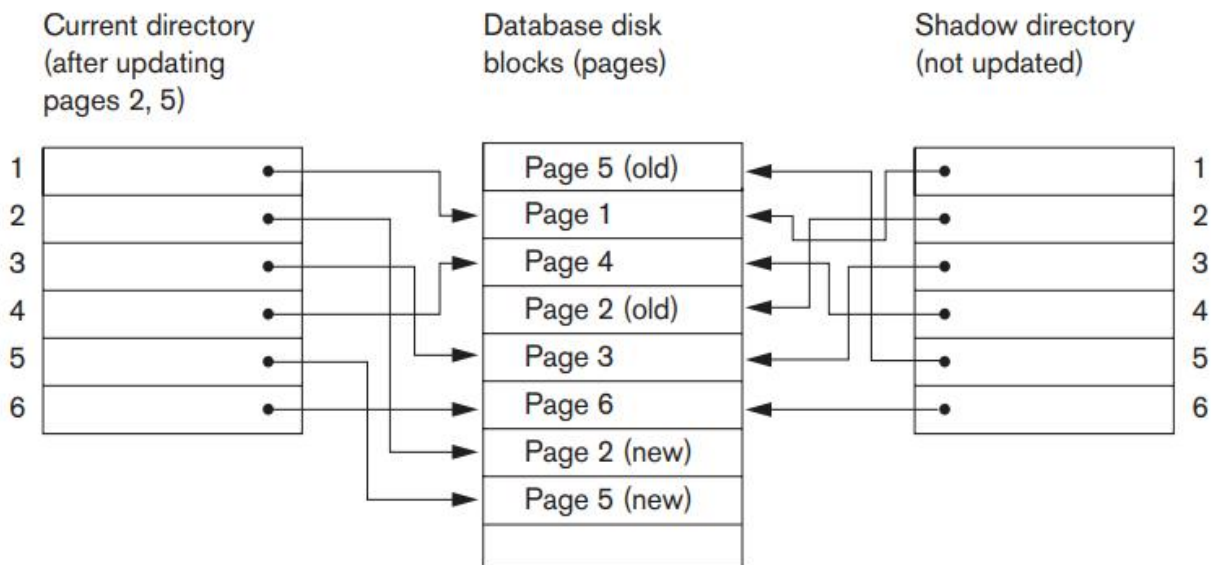 Current directory
(after updating
pages 2, 5)
Database disk
blocks (pages)
Shadow directory
(not updated)
1
2
3
4
5
6
Page 5 (old)
Page 1
Page 4
Page 2 (old)
Page 3
Page 6
Page 2 (new)
Page 5 (new)
1
2
3
4
5
6